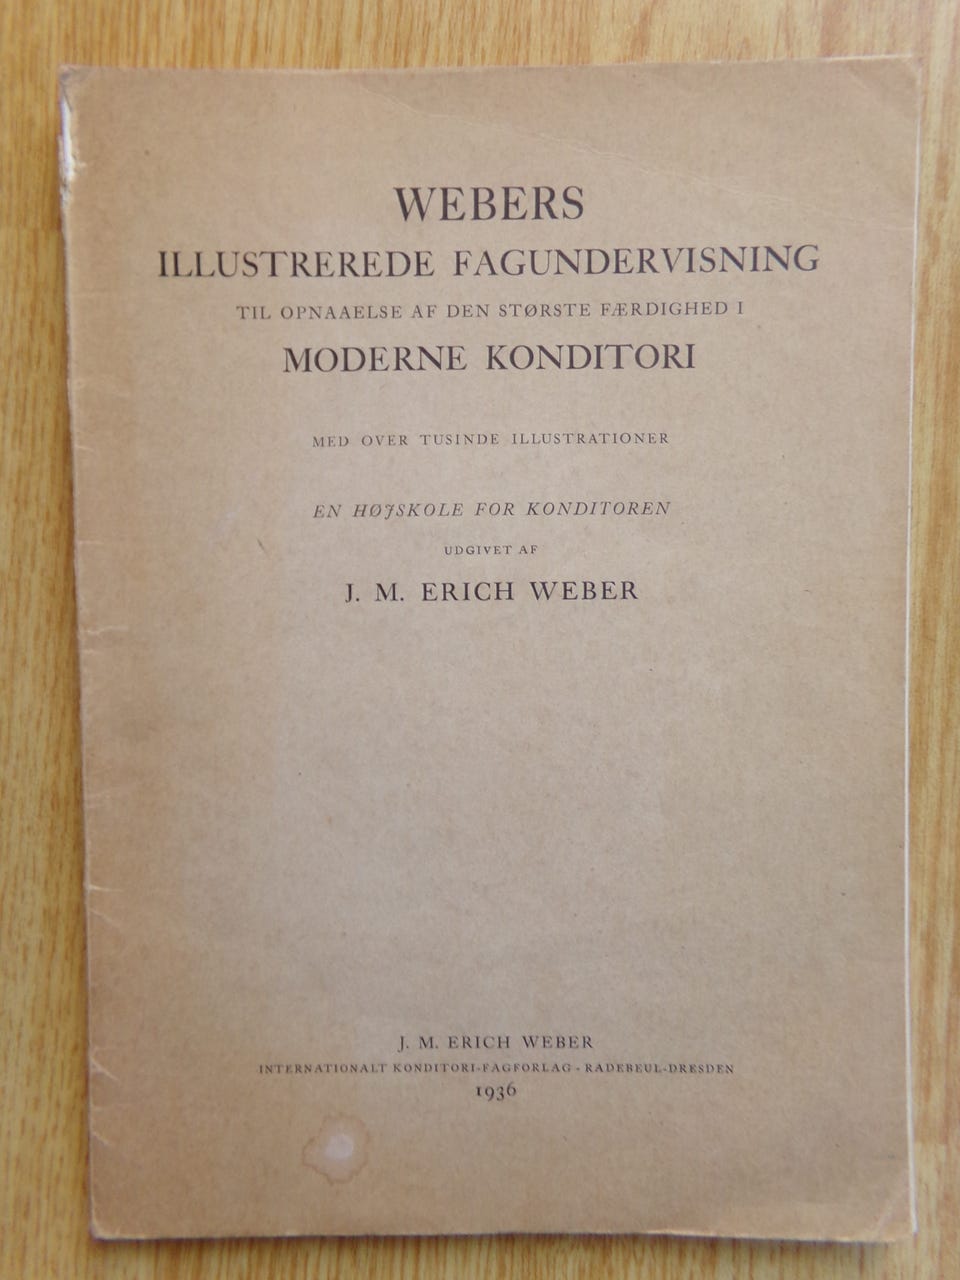 WEBERS
ILLUSTREREDE FAGUNDERVISNING
TIL OPNAAELSE AF DEN STØRSTE FÆRDIGHED I
MODERNE KONDITORI
MED OVER TUSINDE ILLUSTRATIONER
EN HØJSKOLE FOR KONDITOREN
UDGIVET AF
J. M. ERICH WEBER
J. M. ERICH WEBER
INTERNATIONALT KONDITORI-FAGFORLAG - RADEBEUL-DRESDEN
1936